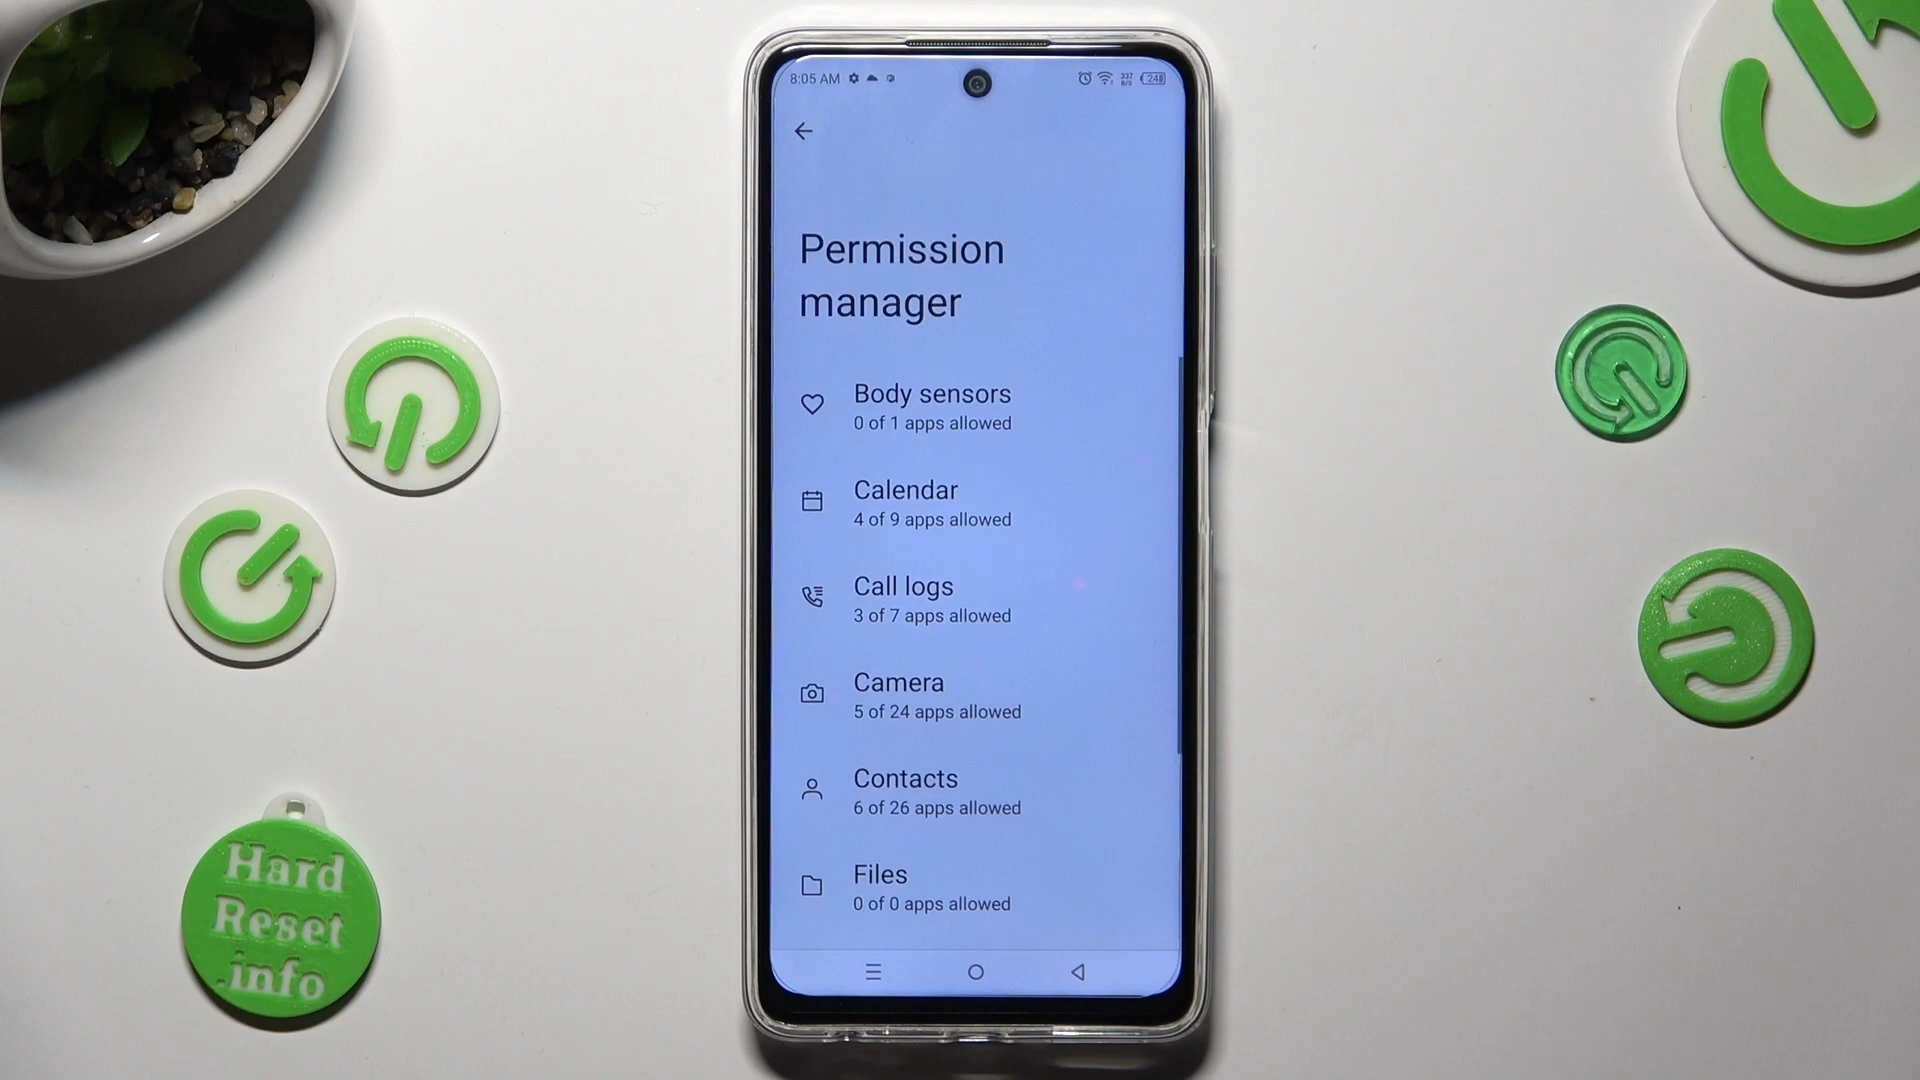 8:05 AM
337
B/S
24
Permission
manager
Body sensors
0 of 1 apps allowed
Calendar
4 of 9 apps allowed
Call logs
3 of 7 apps allowed
Camera
5 of 24 apps allowed
Contacts
6 of 26 apps allowed
Files
0 of 0 apps allowed
Hard
Reset
.info